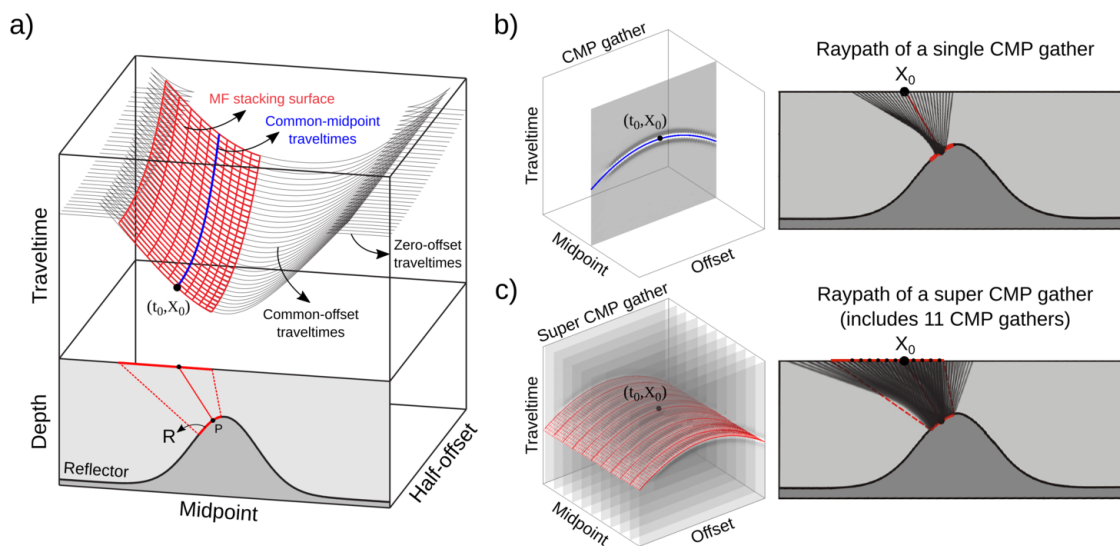 a)
MF stacking surface
Common-midpoint
traveltimes
Traveltime
Zero-offset
traveltimes
(t₀,X₀)
Common-offset
traveltimes
Depth
R
P
Reflector
Midpoint
Half-offset
b)
CMP gather
Traveltime
(t₀,X₀)
Midpoint
Offset
Raypath of a single CMP gather
X₀
c)
Super CMP gather
Traveltime
(t₀,X₀)
Midpoint
Offset
Raypath of a super CMP gather
(includes 11 CMP gathers)
X₀